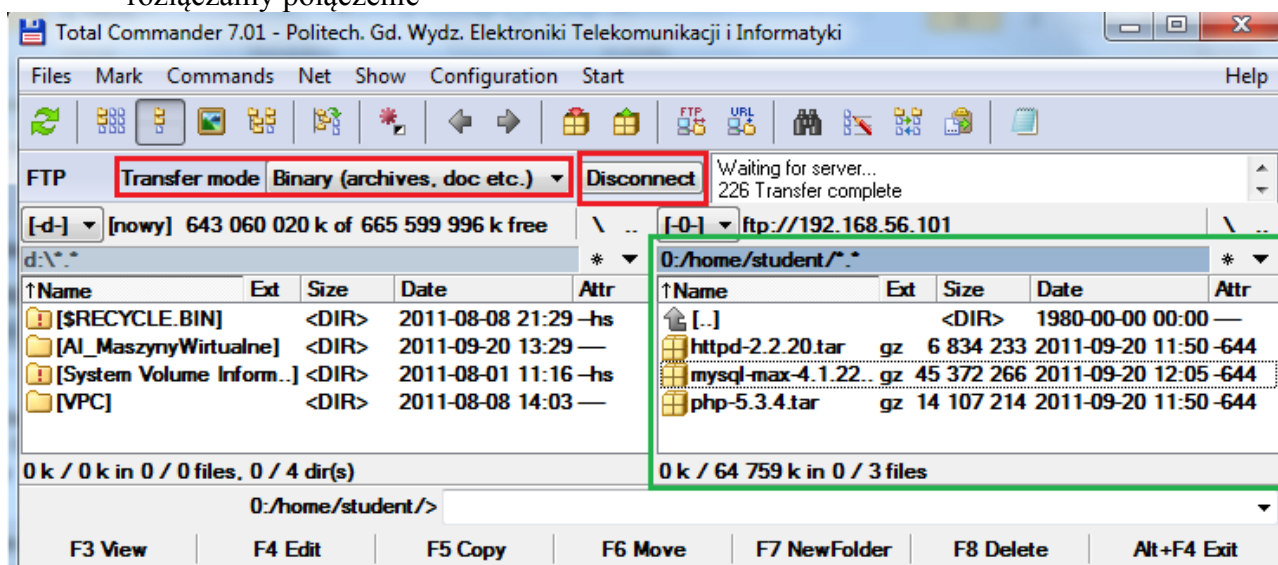 rozłączamy połączenie
Total Commander 7.01 - Politech. Gd. Wydz. Elektroniki Telekomunikacji i Informatyki
Files Mark Commands Net Show Configuration Start Help
FTP URL
FTP Transfer mode Binary (archives, doc etc.) Disconnect
Waiting for server...
226 Transfer complete
[-d-] [nowy] 643 060 020 k of 665 599 996 k free \ .. [-0-] ftp://192.168.56.101 \ ..
d:\*.* * 0:/home/student/*.* *
↑Name Ext Size Date Attr ↑Name Ext Size Date Attr
[$RECYCLE.BIN] <DIR> 2011-08-08 21:29 –hs [..] <DIR> 1980-00-00 00:00 —
[AI_MaszynyWirtualne] <DIR> 2011-09-20 13:29 — httpd-2.2.20.tar gz 6 834 233 2011-09-20 11:50 -644
[System Volume Inform..] <DIR> 2011-08-01 11:16 –hs mysql-max-4.1.22.. gz 45 372 266 2011-09-20 12:05 -644
[VPC] <DIR> 2011-08-08 14:03 — php-5.3.4.tar gz 14 107 214 2011-09-20 11:50 -644
0 k / 0 k in 0 / 0 files, 0 / 4 dir(s) 0 k / 64 759 k in 0 / 3 files
0:/home/student/>
F3 View F4 Edit F5 Copy F6 Move F7 NewFolder F8 Delete Alt+F4 Exit